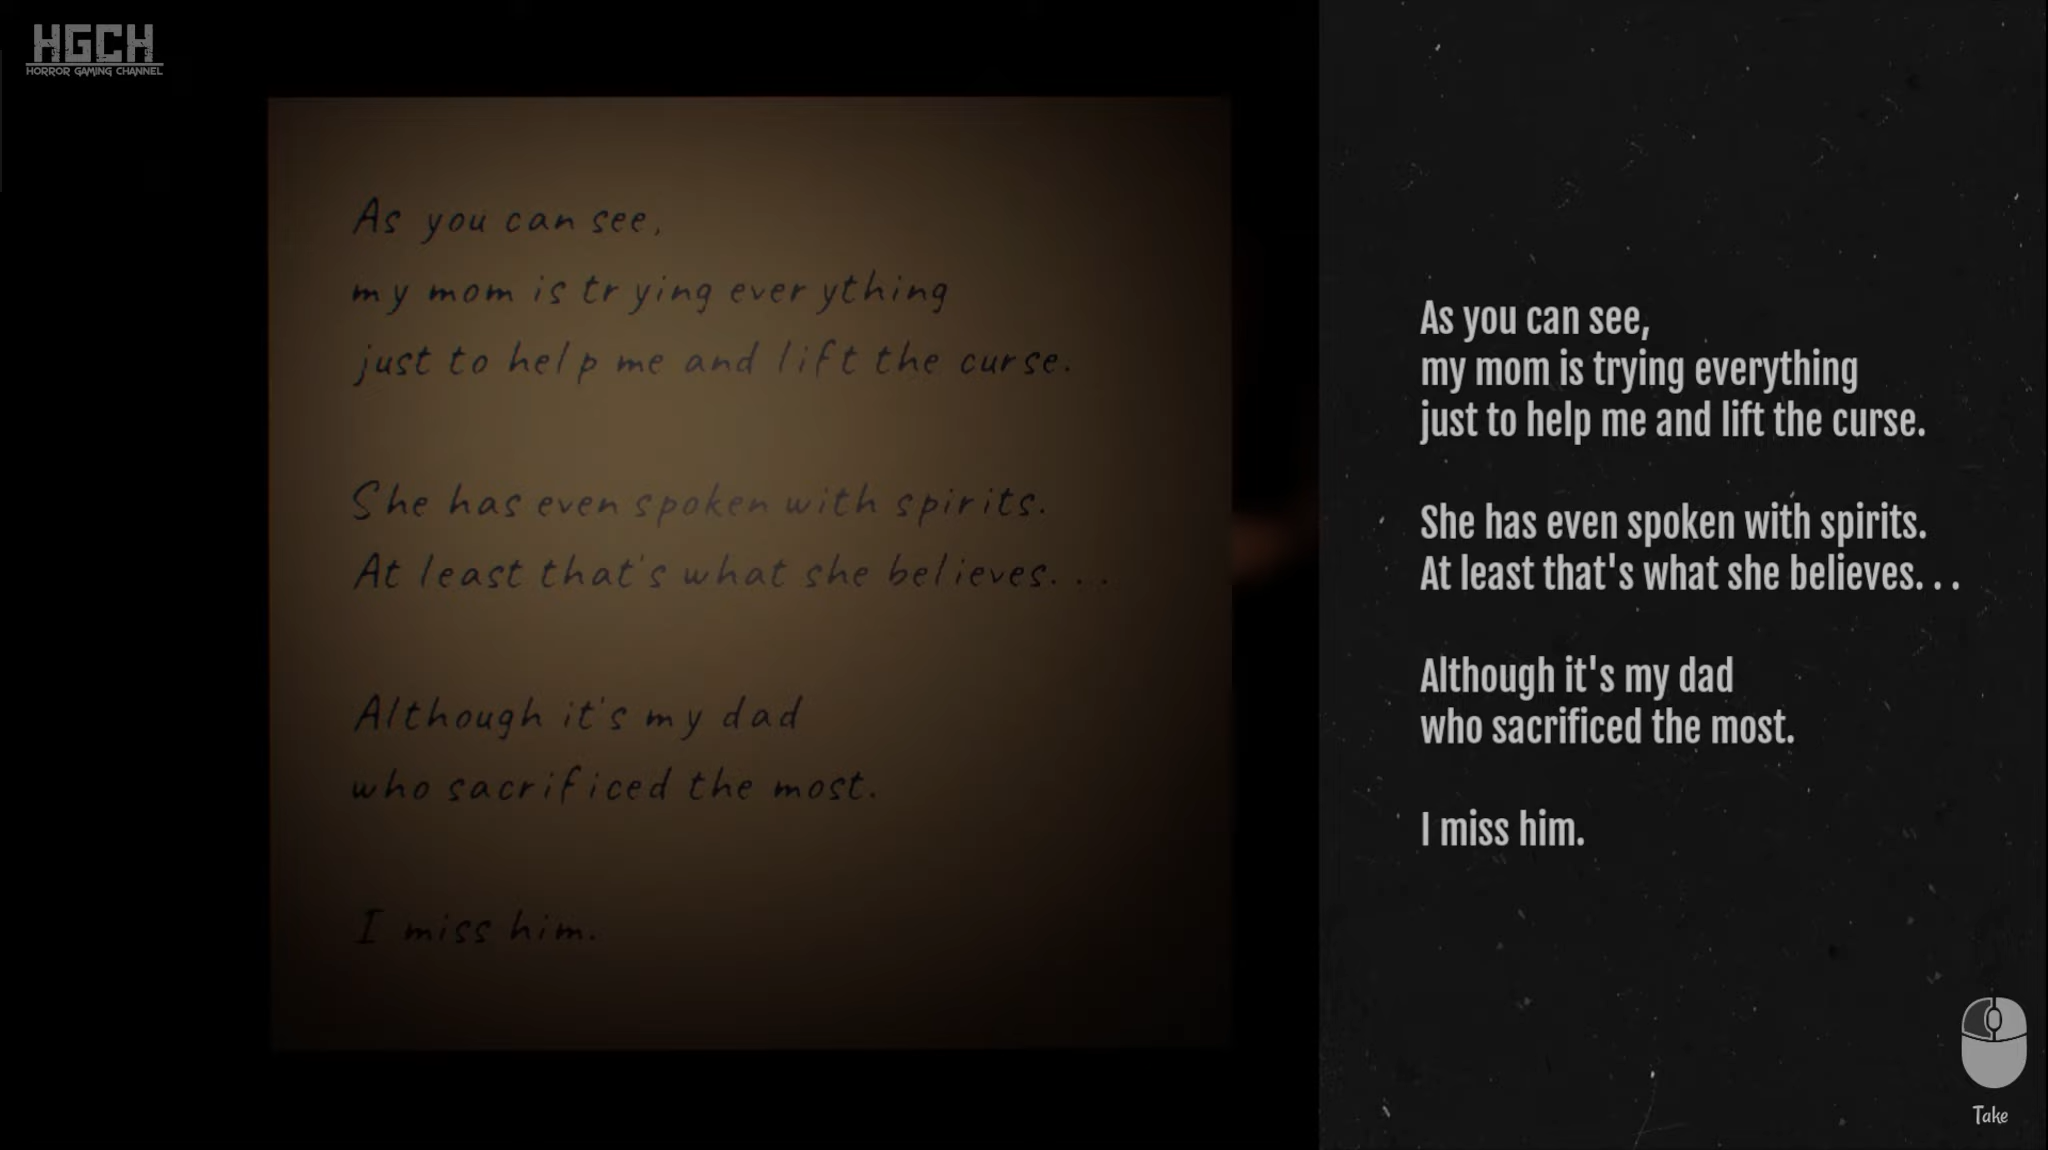 HGCH
HORROR GAMING CHANNEL
As you can see,
my mom is trying everything
just to help me and lift the curse.
She has even spoken with spirits.
At least that's what she believes. . .
Although it's my dad
who sacrificed the most.
I miss him.
As you can see,
my mom is trying everything
just to help me and lift the curse.
She has even spoken with spirits.
At least that's what she believes. . .
Although it's my dad
who sacrificed the most.
I miss him.
Take